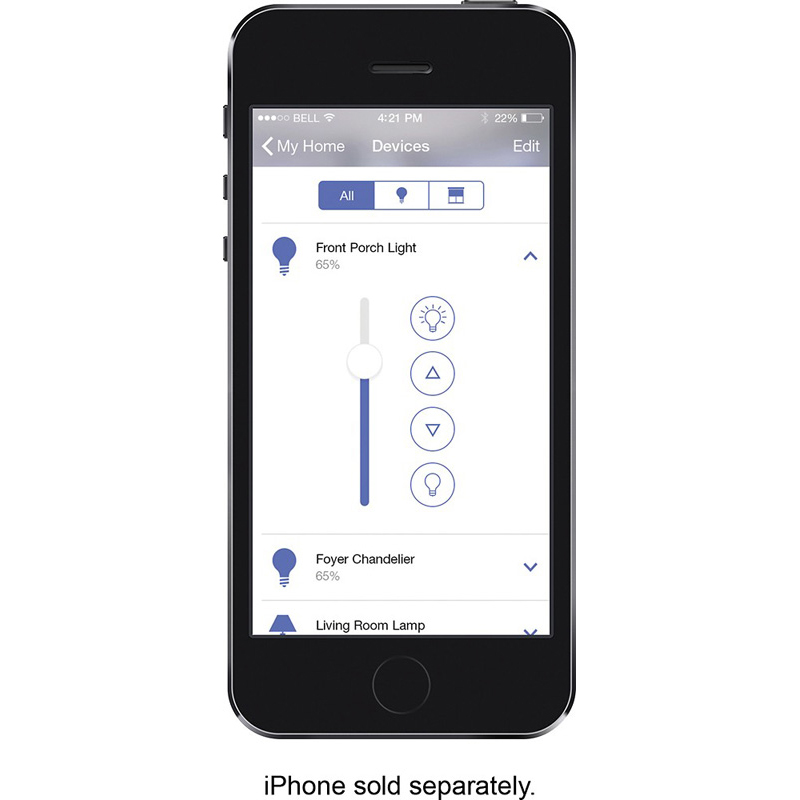 BELL 4:21 PM 22%
My Home Devices Edit
All
Front Porch Light
65%
Foyer Chandelier
65%
Living Room Lamp
iPhone sold separately.